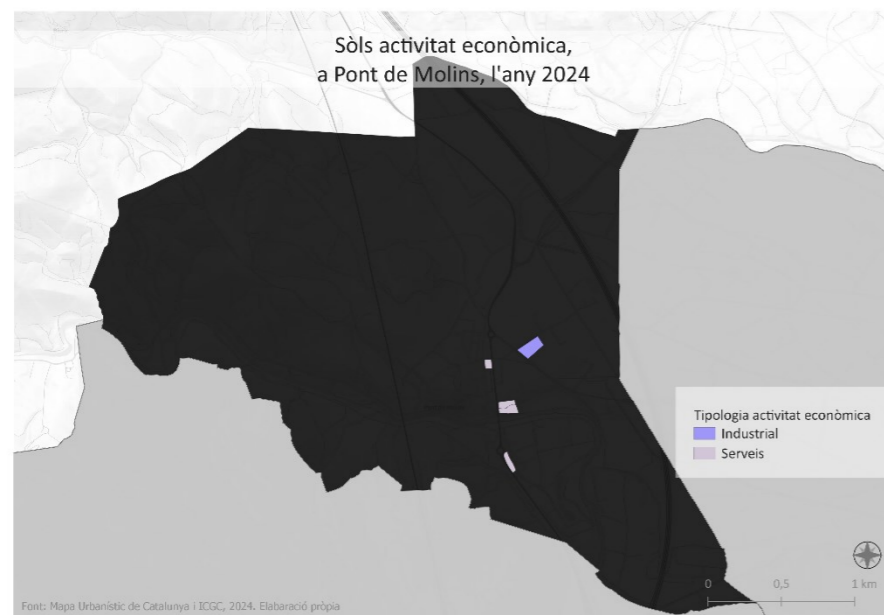 Sòls activitat econòmica,
a Pont de Molins, l'any 2024
Tipologia activitat econòmica
Industrial
Serveis
0 0,5 1 km
Font: Mapa Urbanístic de Catalunya i ICGC, 2024. Elabaració pròpia